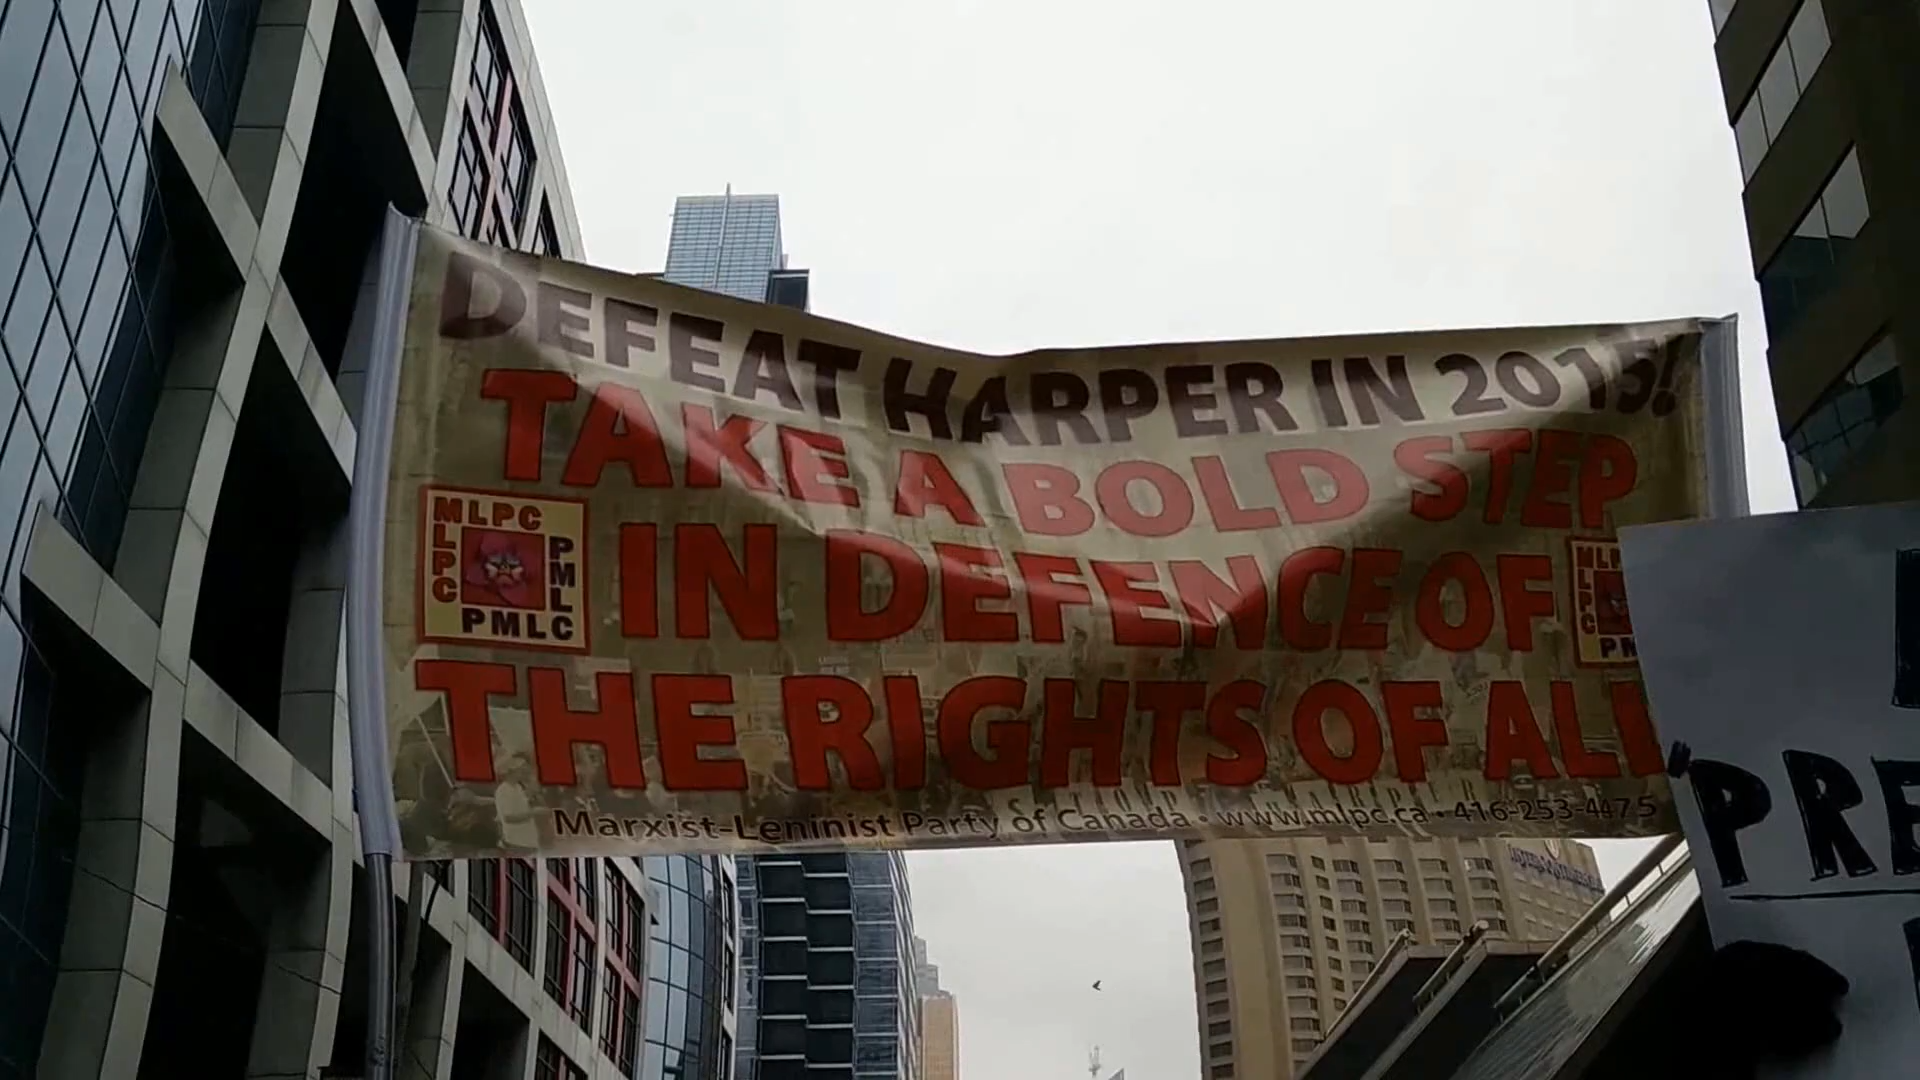 DEFEAT HARPER IN 2015!
TAKE A BOLD STEP
IN DEFENCE OF
THE RIGHTS OF ALL
MLPC
MLPC
PMLC
PMLC
Marxist-Leninist Party of Canada • www.mlpc.ca • 416-253-4475